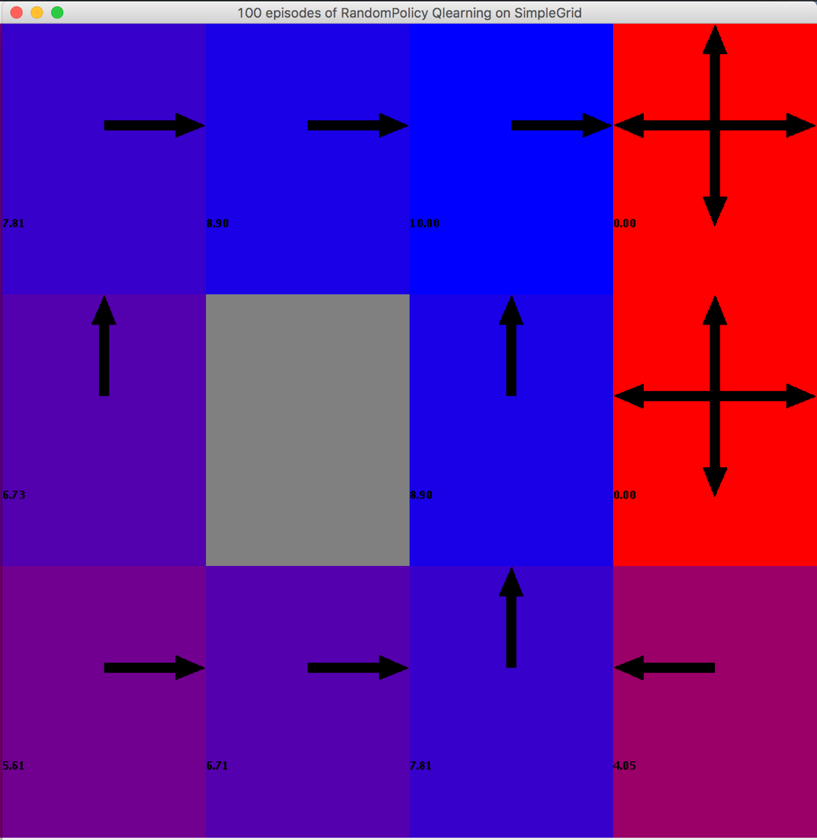 100 episodes of RandomPolicy Qlearning on SimpleGrid
7.81 8.90 10.00 0.00
6.73 8.90 0.00
5.61 6.71 7.81 4.05